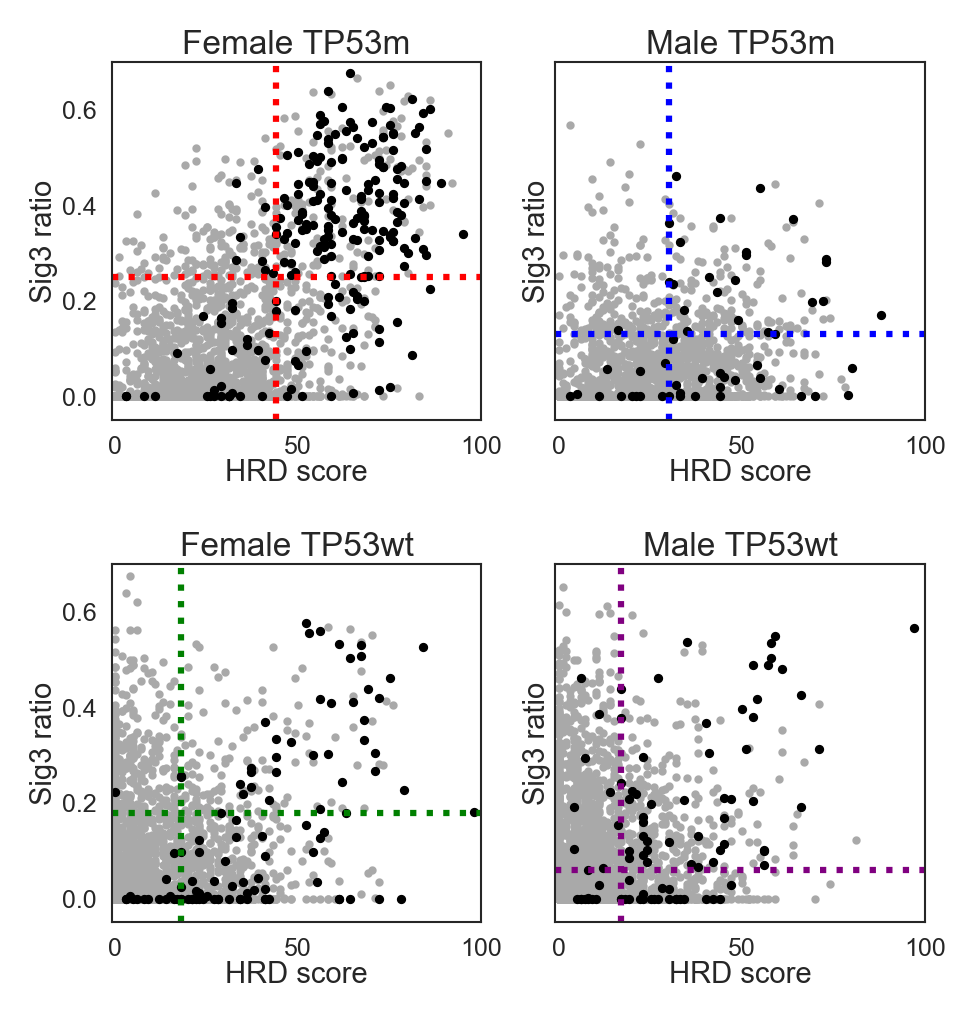 Female TP53m
Male TP53m
0.6
0.4
0.2
0.0
Sig3 ratio
Sig3 ratio
0
50
100
0
50
100
HRD score
HRD score
Female TP53wt
Male TP53wt
0.6
0.4
0.2
0.0
Sig3 ratio
Sig3 ratio
0
50
100
0
50
100
HRD score
HRD score